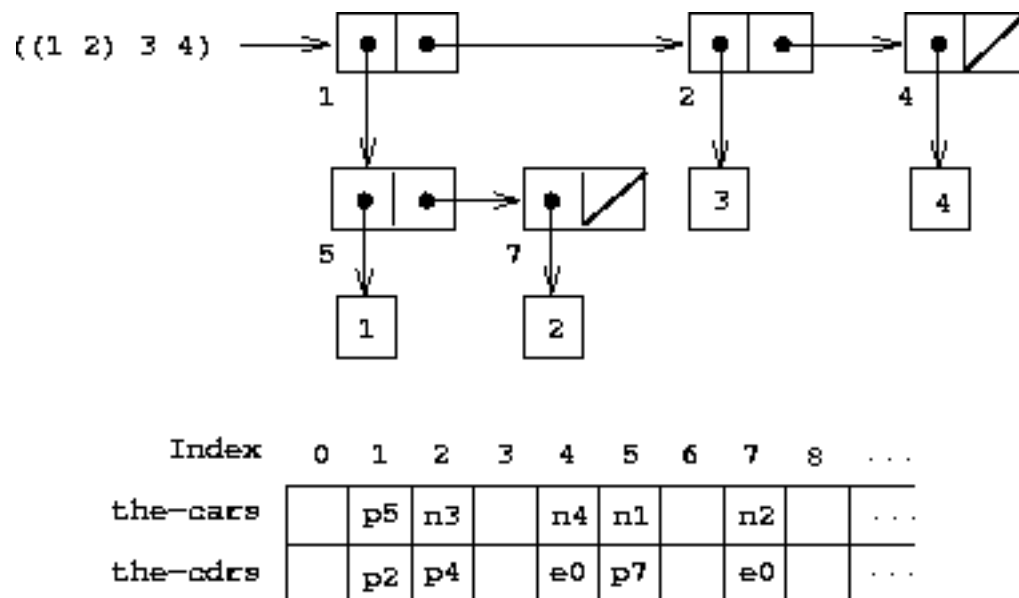 ((1 2) 3 4)
1 2 4
3 4
5 7
1 2
Index 0 1 2 3 4 5 6 7 8 ...
the-cars p5 n3 n4 n1 n2 ...
the-cdrs p2 p4 e0 p7 e0 ...